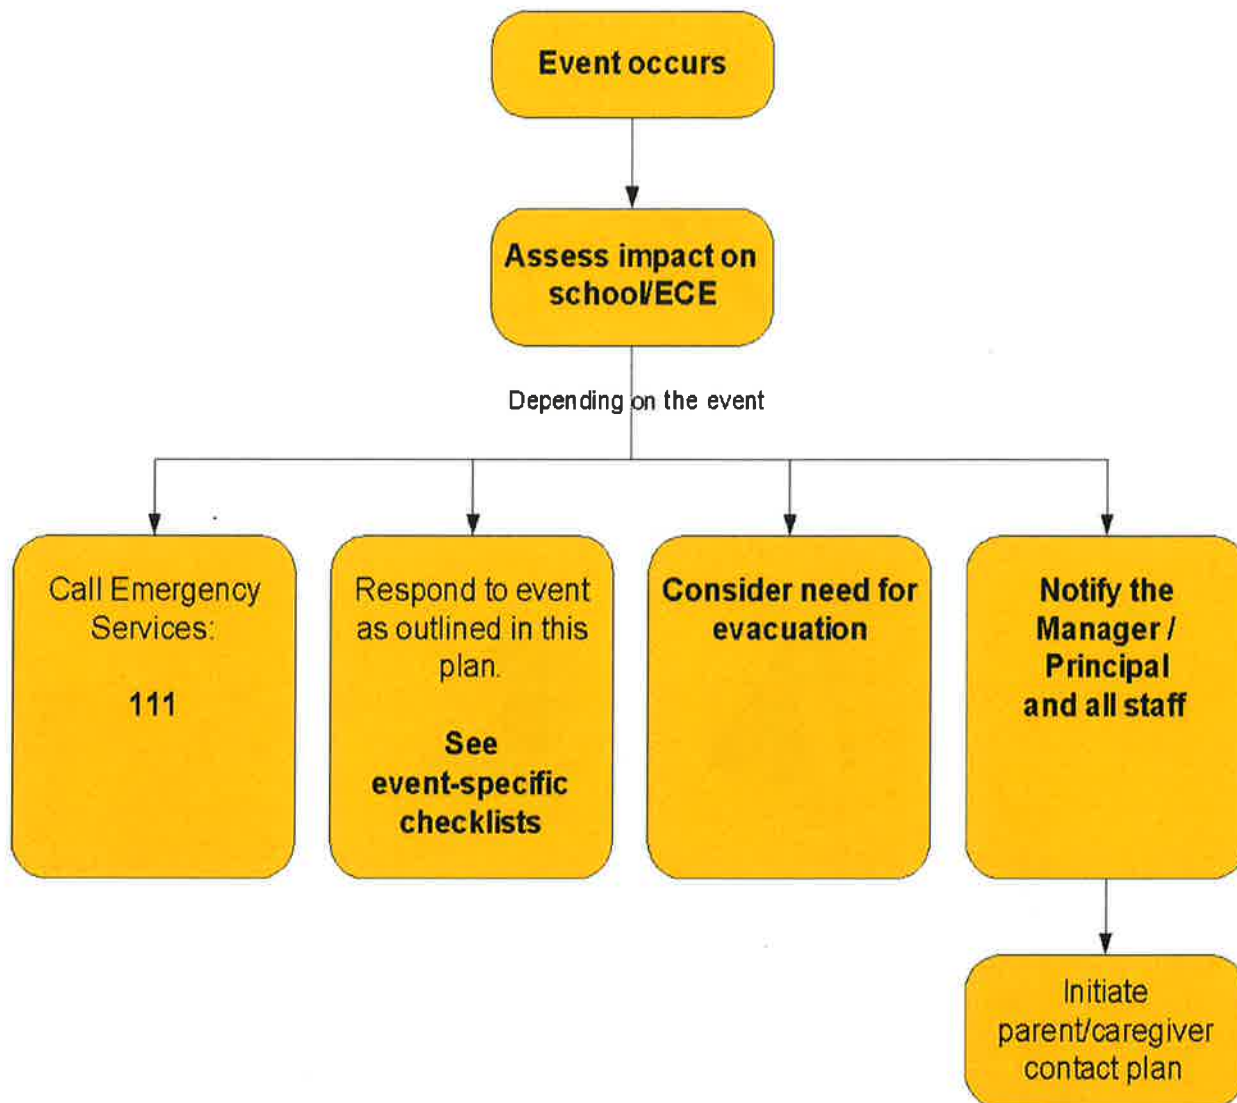 Event occurs
Assess impact on
school/ECE
Depending on the event
Call Emergency
Services:
111
Respond to event
as outlined in this
plan.
See
event-specific
checklists
Consider need for
evacuation
Notify the
Manager /
Principal
and all staff
Initiate
parent/caregiver
contact plan